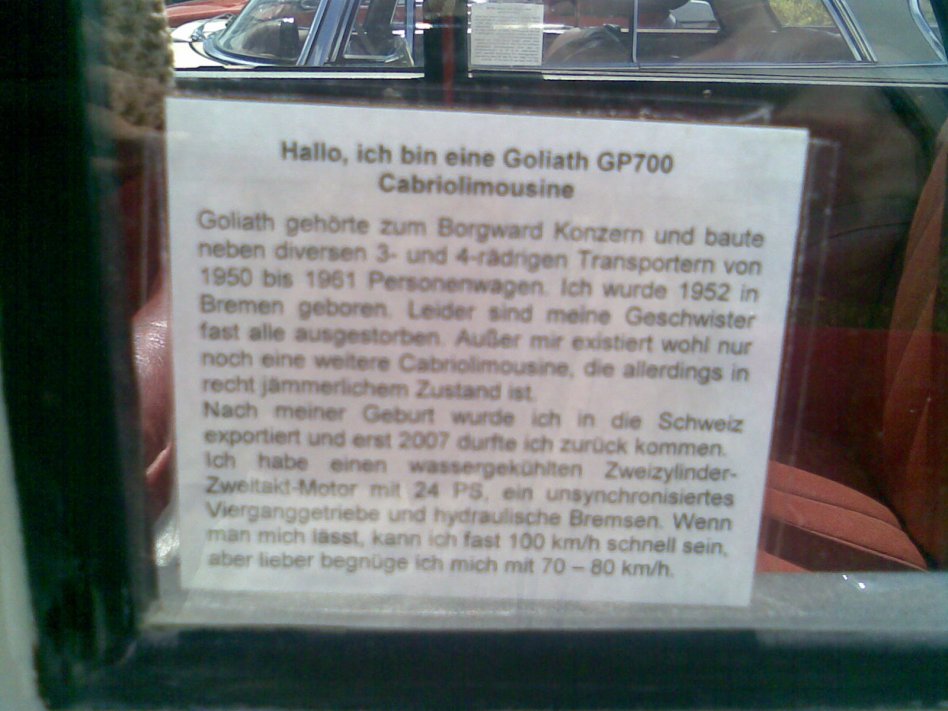 Hallo, ich bin eine Goliath GP700
Cabriolimousine
Goliath gehörte zum Borgward Konzern und baute
neben diversen 3- und 4-rädrigen Transportern von
1950 bis 1961 Personenwagen. Ich wurde 1952 in
Bremen geboren. Leider sind meine Geschwister
fast alle ausgestorben. Außer mir existiert wohl nur
noch eine weitere Cabriolimousine, die allerdings in
recht jämmerlichem Zustand ist.
Nach meiner Geburt wurde ich in die Schweiz
exportiert und erst 2007 durfte ich zurück kommen.
Ich habe einen wassergekühlten Zweizylinder-
Zweitakt-Motor mit 24 PS, ein unsynchronisiertes
Vierganggetriebe und hydraulische Bremsen. Wenn
man mich lässt, kann ich fast 100 km/h schnell sein,
aber lieber begnüge ich mich mit 70 – 80 km/h.